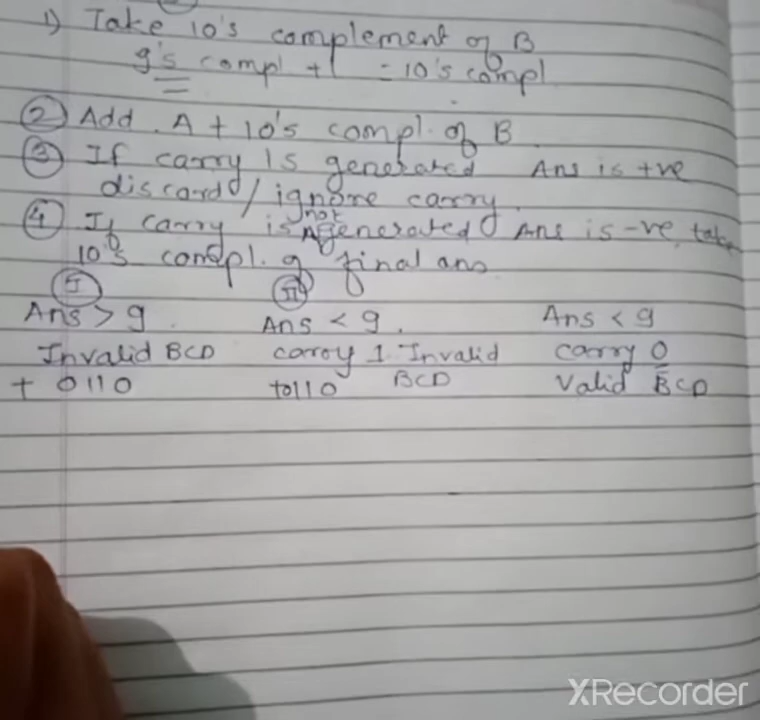 1) Take 10's complement of B
9's compl + 1 = 10's compl
② Add A + 10's compl. of B
③ If carry is generated Ans is +ve
discard / ignore carry.
④ If carry is not generated Ans is -ve, take
10's compl. of final ans
I II
Ans > 9 Ans < 9. Ans < 9
Invalid BCD carry 1 Invalid carry 0
+ 0110 +0110 BCD Valid BCD
XRecorder